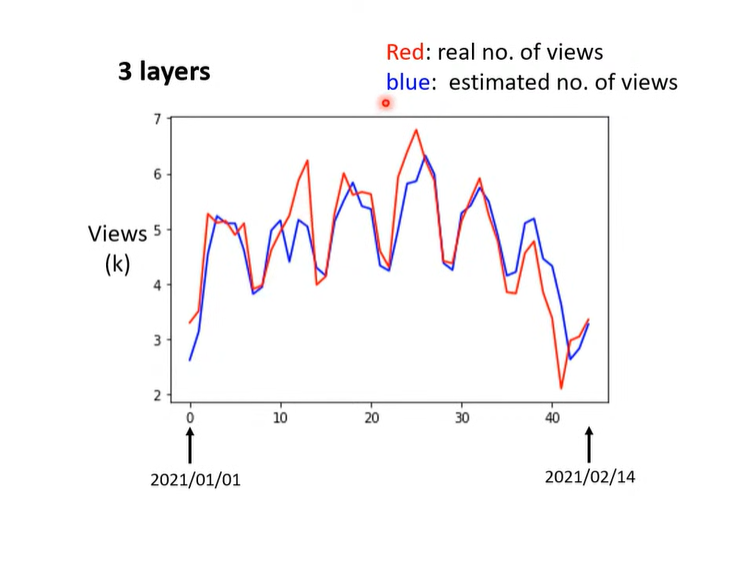 3 layers
Red: real no. of views
blue: estimated no. of views
Views
(k)
7
6
5
4
3
2
0
10
20
30
40
2021/01/01
2021/02/14